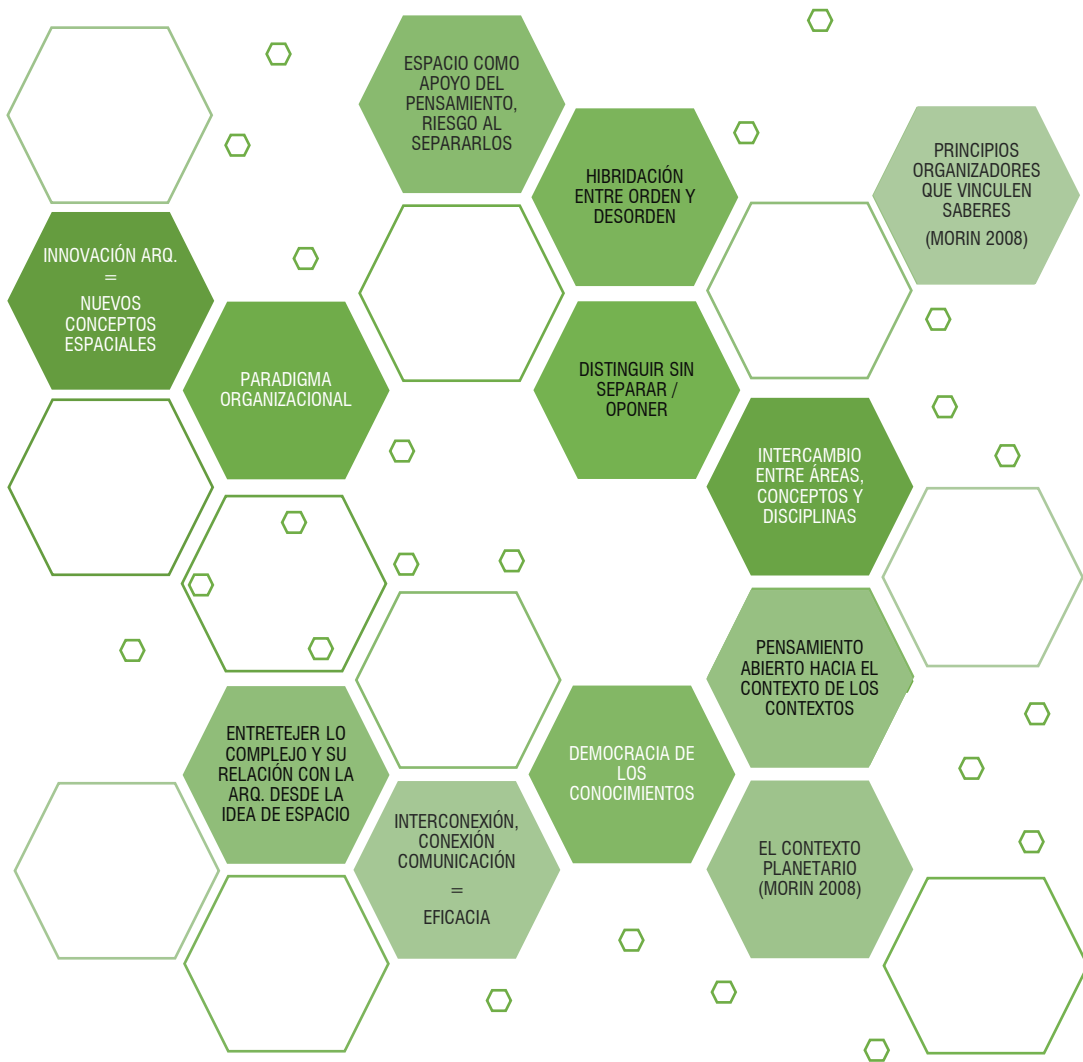 ESPACIO COMO
APOYO DEL
PENSAMIENTO,
RIESGO AL
SEPARARLOS
HIBRIDACIÓN
ENTRE ORDEN Y
DESORDEN
PRINCIPIOS
ORGANIZADORES
QUE VINCULEN
SABERES
(MORIN 2008)
INNOVACIÓN ARQ.
=
NUEVOS
CONCEPTOS
ESPACIALES
PARADIGMA
ORGANIZACIONAL
DISTINGUIR SIN
SEPARAR /
OPONER
INTERCAMBIO
ENTRE ÁREAS,
CONCEPTOS Y
DISCIPLINAS
PENSAMIENTO
ABIERTO HACIA EL
CONTEXTO DE LOS
CONTEXTOS
ENTRETEJER LO
COMPLEJO Y SU
RELACIÓN CON LA
ARQ. DESDE LA
IDEA DE ESPACIO
DEMOCRACIA DE
LOS
CONOCIMIENTOS
INTERCONEXIÓN,
CONEXIÓN
COMUNICACIÓN
=
EFICACIA
EL CONTEXTO
PLANETARIO
(MORIN 2008)